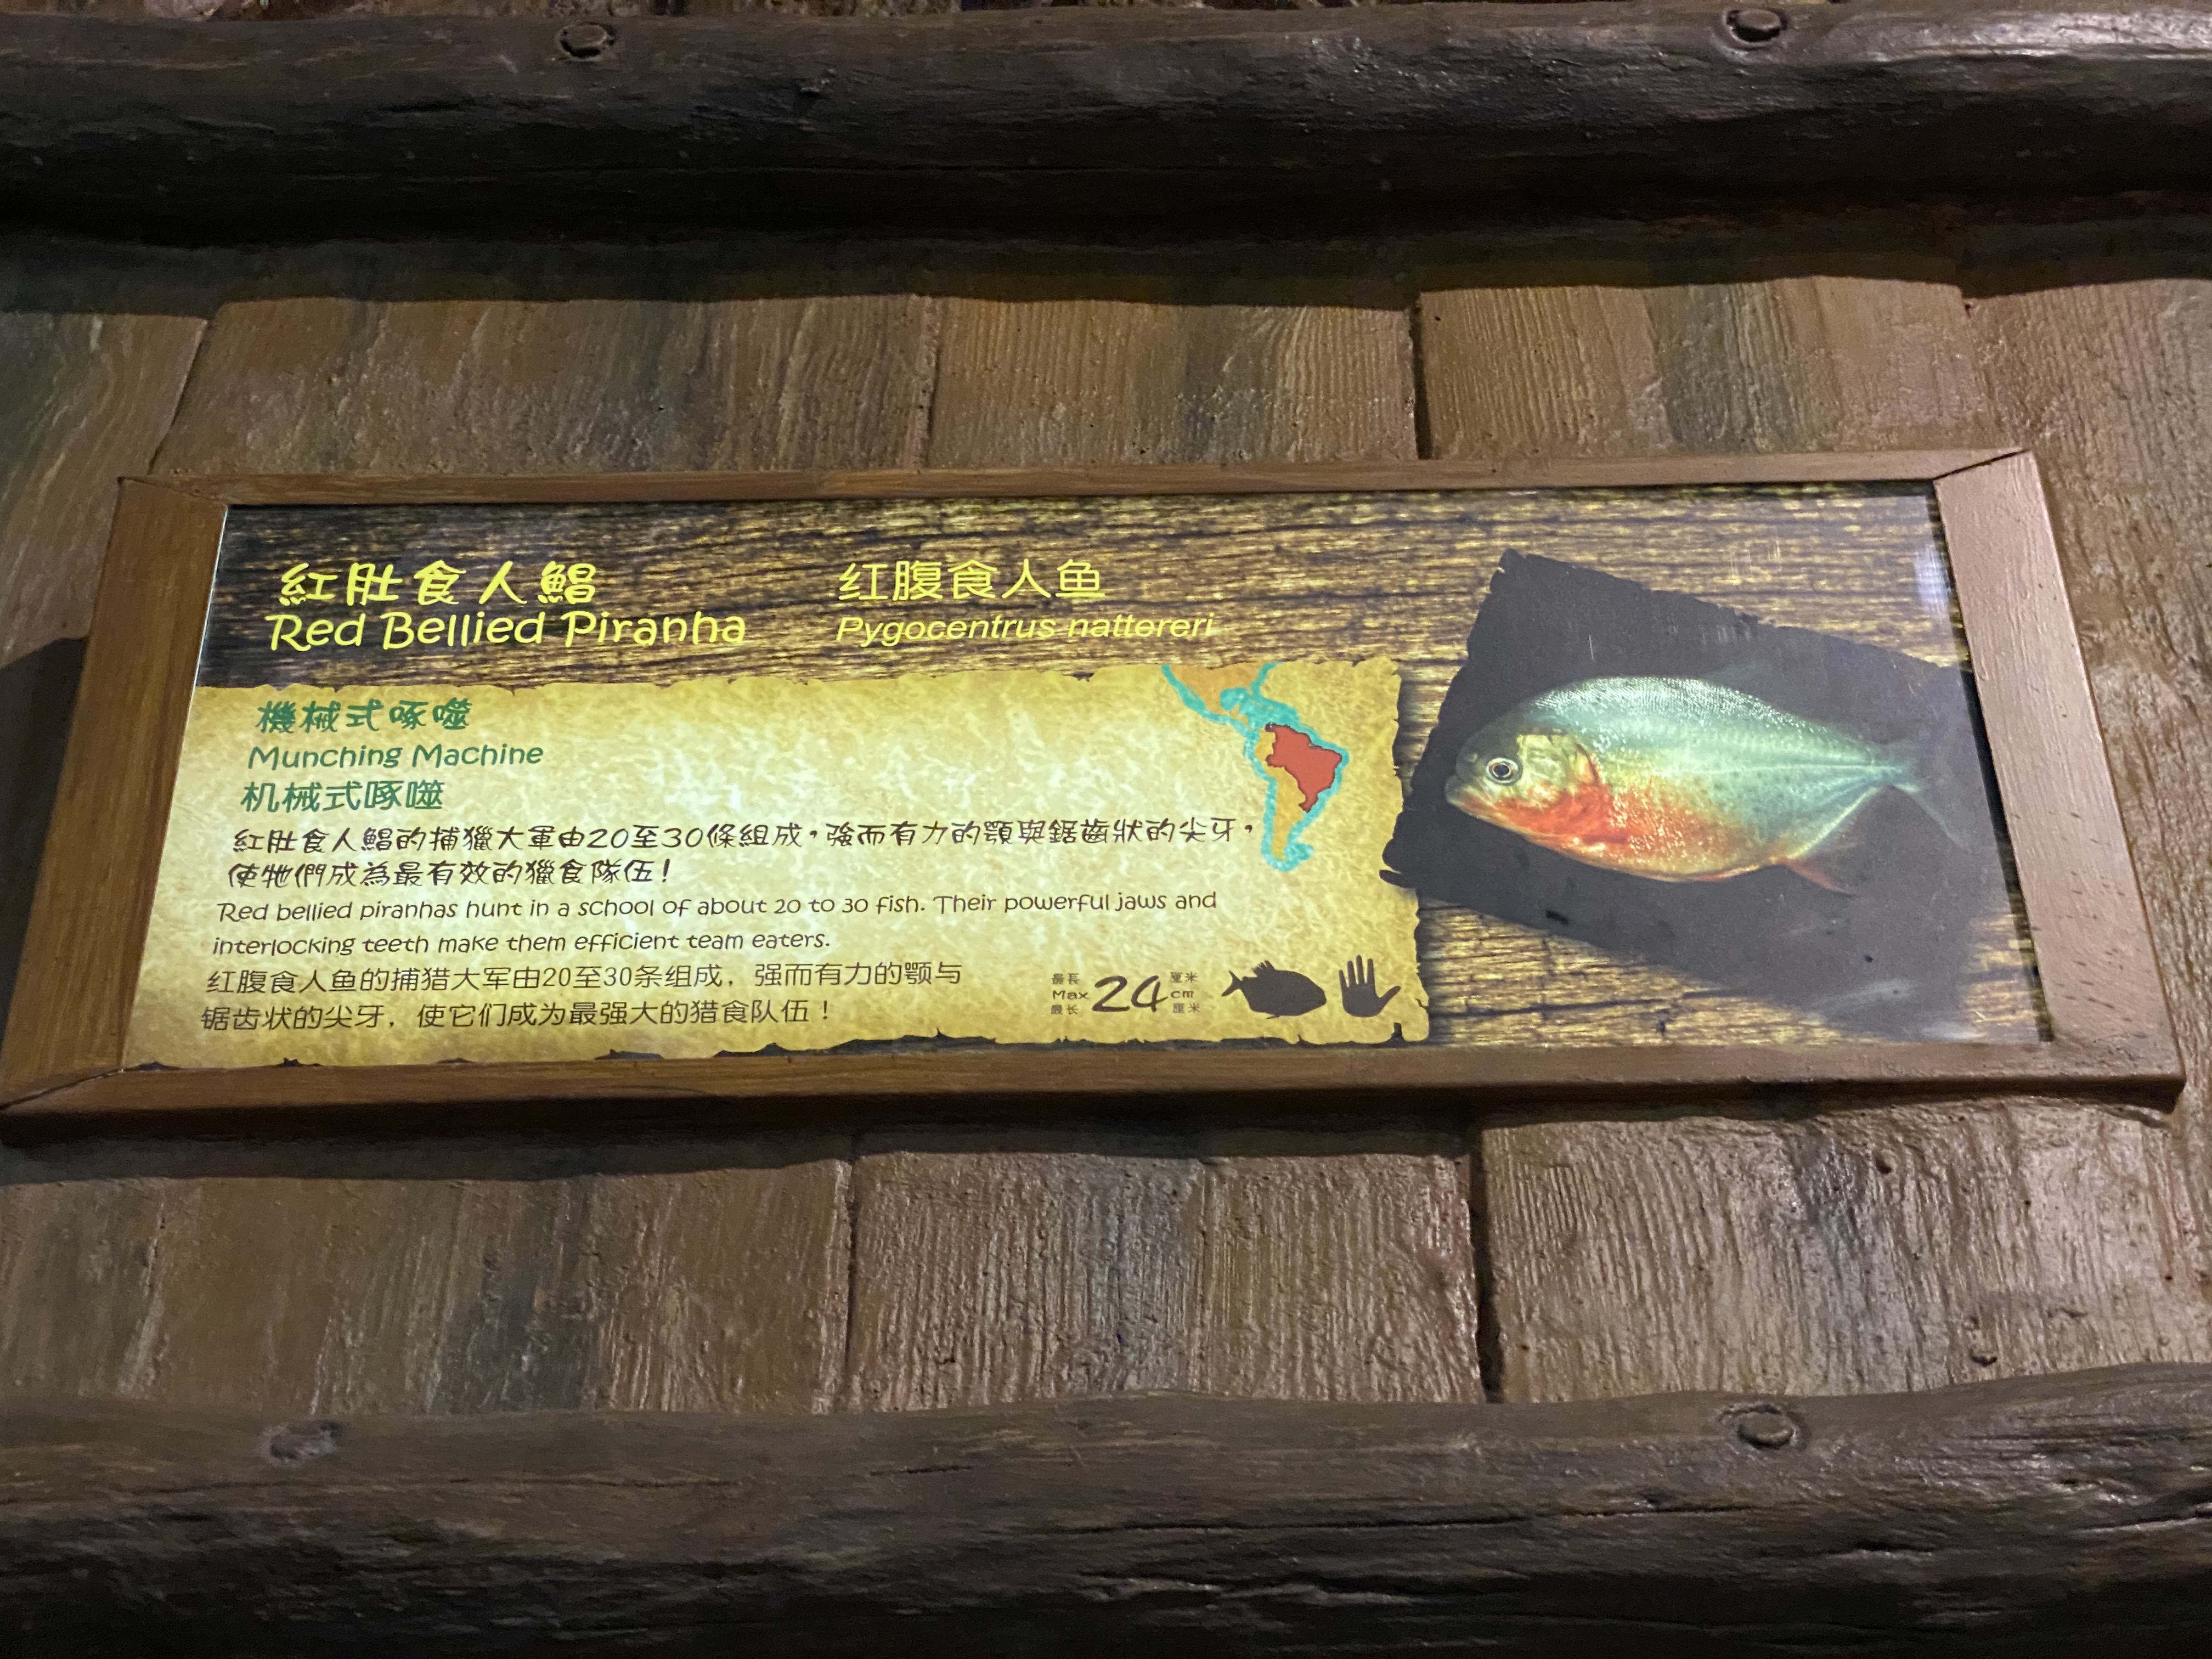 紅肚食人鯧
Red Bellied Piranha
红腹食人鱼
Pygocentrus nattereri
機械式啄噬
Munching Machine
机械式啄噬
紅肚食人鯧的捕獵大軍由20至30條組成，強而有力的顎與鋸齒狀的尖牙，
使牠們成為最有效的獵食隊伍！
Red bellied piranhas hunt in a school of about 20 to 30 fish. Their powerful jaws and
interlocking teeth make them efficient team eaters.
红腹食人鱼的捕猎大军由20至30条组成，强而有力的颚与
锯齿状的尖牙，使它们成为最强大的猎食队伍！
最長 厘米
Max 24 cm
最长 厘米